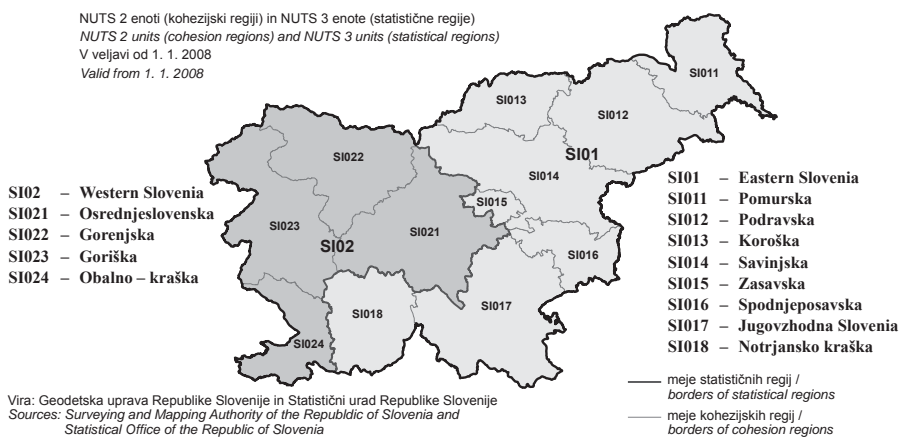 NUTS 2 enoti (kohezijski regiji) in NUTS 3 enote (statistične regije)
NUTS 2 units (cohesion regions) and NUTS 3 units (statistical regions)
V veljavi od 1. 1. 2008
Valid from 1. 1. 2008
SI011
SI013
SI012
SI022
SI01
SI014
SI015
SI023
SI021
SI02
SI016
SI018
SI017
SI024
SI02 – Western Slovenia
SI021 – Osrednjeslovenska
SI022 – Gorenjska
SI023 – Goriška
SI024 – Obalno – kraška
SI01 – Eastern Slovenia
SI011 – Pomurska
SI012 – Podravska
SI013 – Koroška
SI014 – Savinjska
SI015 – Zasavska
SI016 – Spodnjeposavska
SI017 – Jugovzhodna Slovenia
SI018 – Notrjansko kraška
meje statističnih regij /
borders of statistical regions
meje kohezijskih regij /
borders of cohesion regions
Vira: Geodetska uprava Republike Slovenije in Statistični urad Republike Slovenije
Sources: Surveying and Mapping Authority of the Republdic of Slovenia and
Statistical Office of the Republic of Slovenia